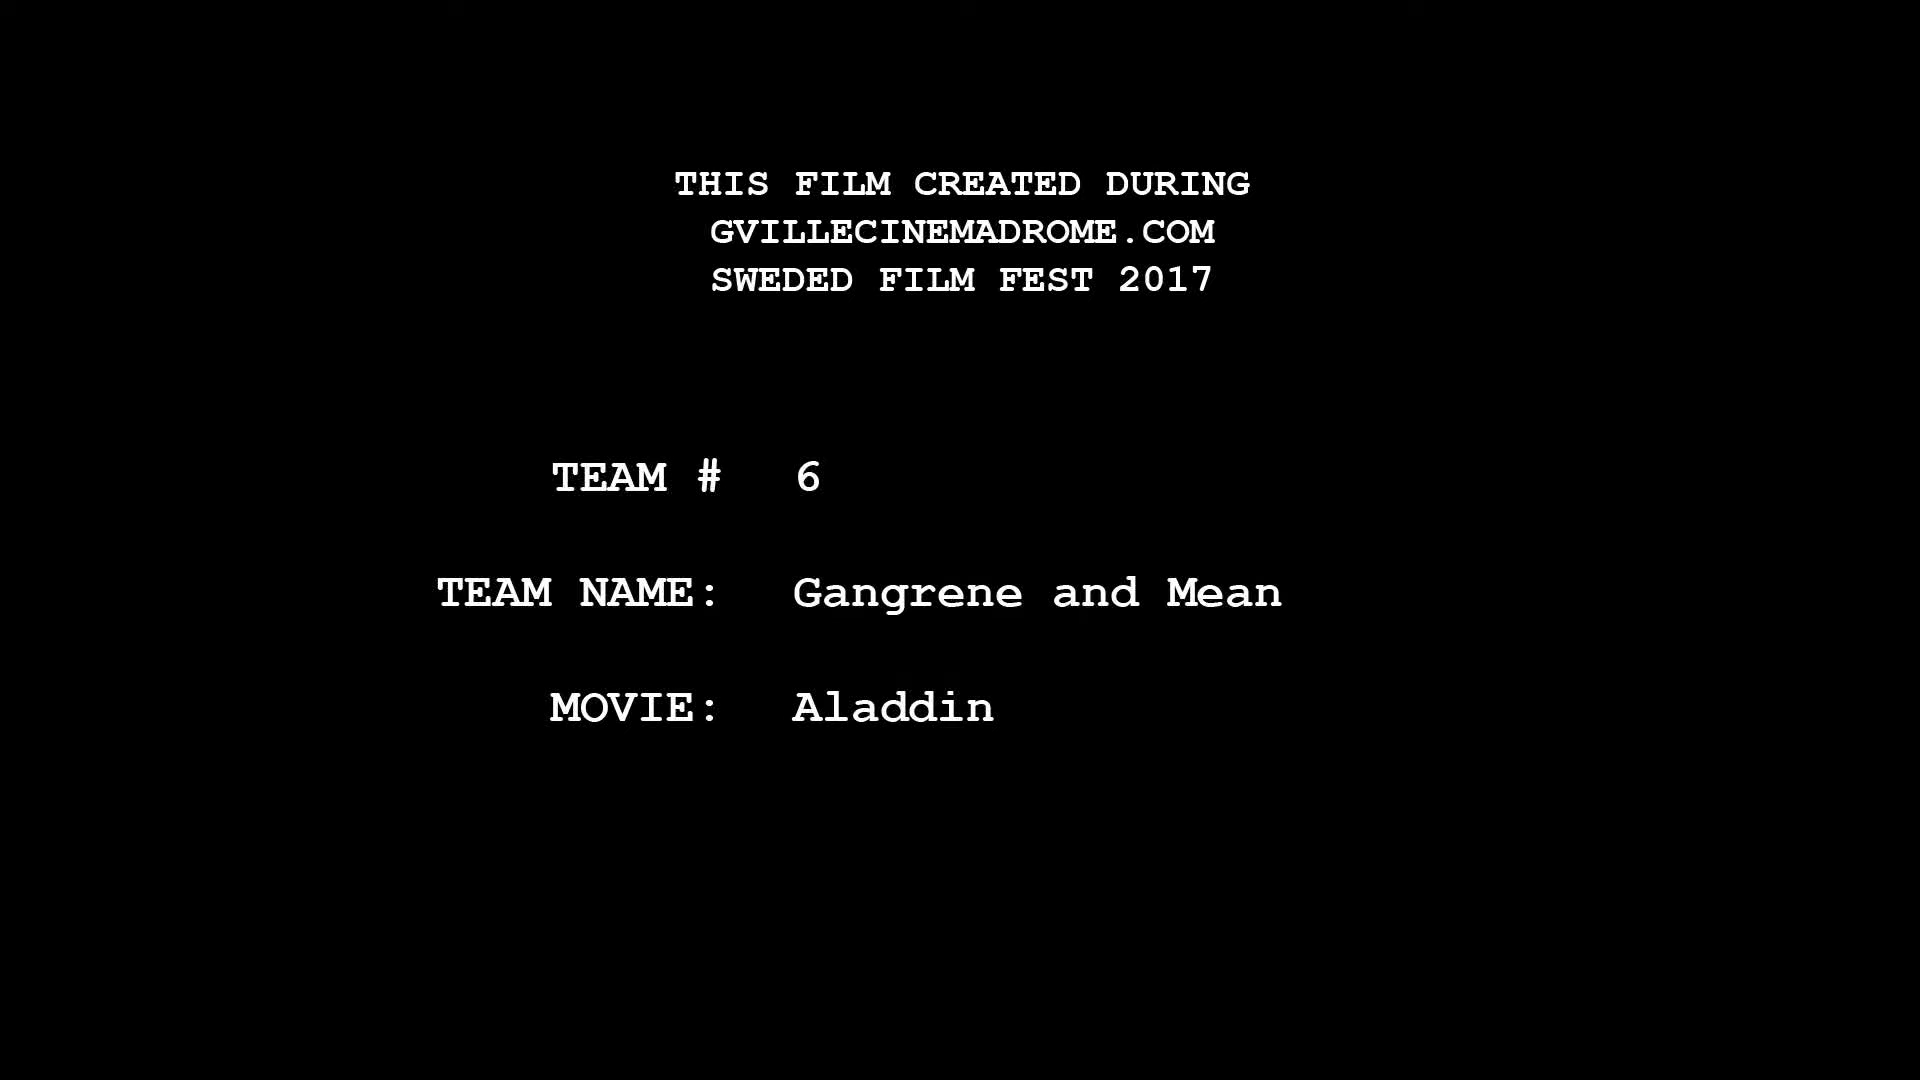 THIS FILM CREATED DURING
GVILLECINEMADROME.COM
SWEDED FILM FEST 2017
TEAM # 6
TEAM NAME: Gangrene and Mean
MOVIE: Aladdin